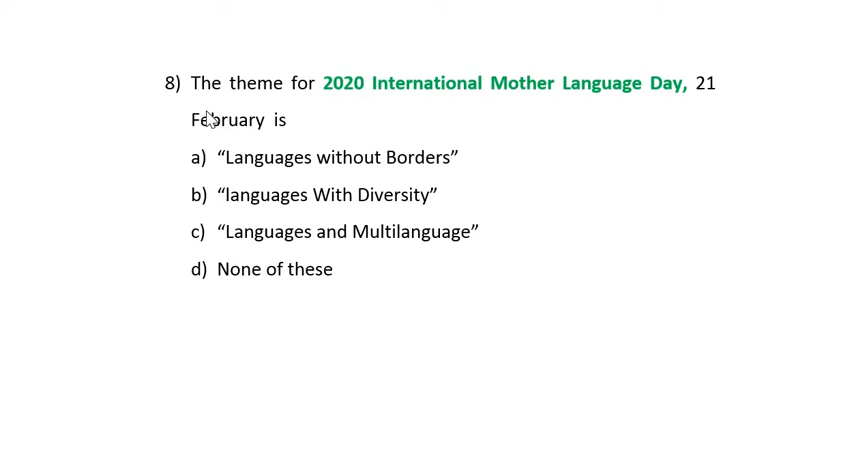 8) The theme for 2020 International Mother Language Day, 21
February is
a) “Languages without Borders”
b) “languages With Diversity”
c) “Languages and Multilanguage”
d) None of these